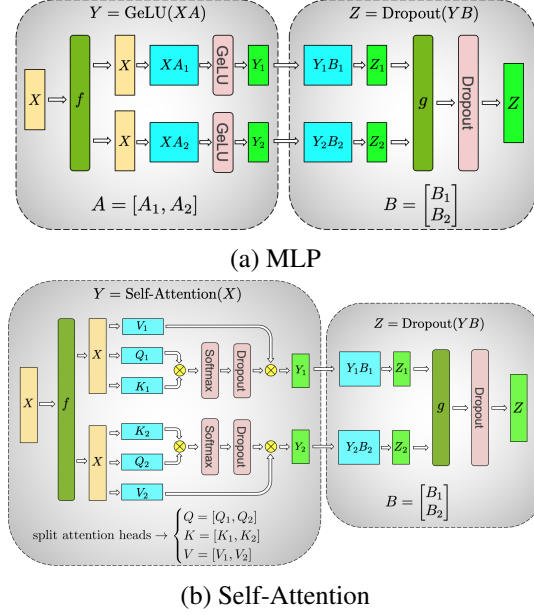 Y = GeLU(XA)
Z = Dropout(YB)
X
f
X
XA₁
GeLU
Y₁
Y₁B₁
Z₁
X
XA₂
GeLU
Y₂
Y₂B₂
Z₂
g
Dropout
Z
A = [A₁, A₂]
B = [B₁
B₂]
(a) MLP
Y = Self-Attention(X)
Z = Dropout(YB)
X
f
X
V₁
Q₁
K₁
Softmax
Dropout
Y₁
Y₁B₁
Z₁
X
K₂
Q₂
V₂
Softmax
Dropout
Y₂
Y₂B₂
Z₂
g
Dropout
Z
split attention heads → { Q = [Q₁, Q₂]
K = [K₁, K₂]
V = [V₁, V₂]
B = [B₁
B₂]
(b) Self-Attention